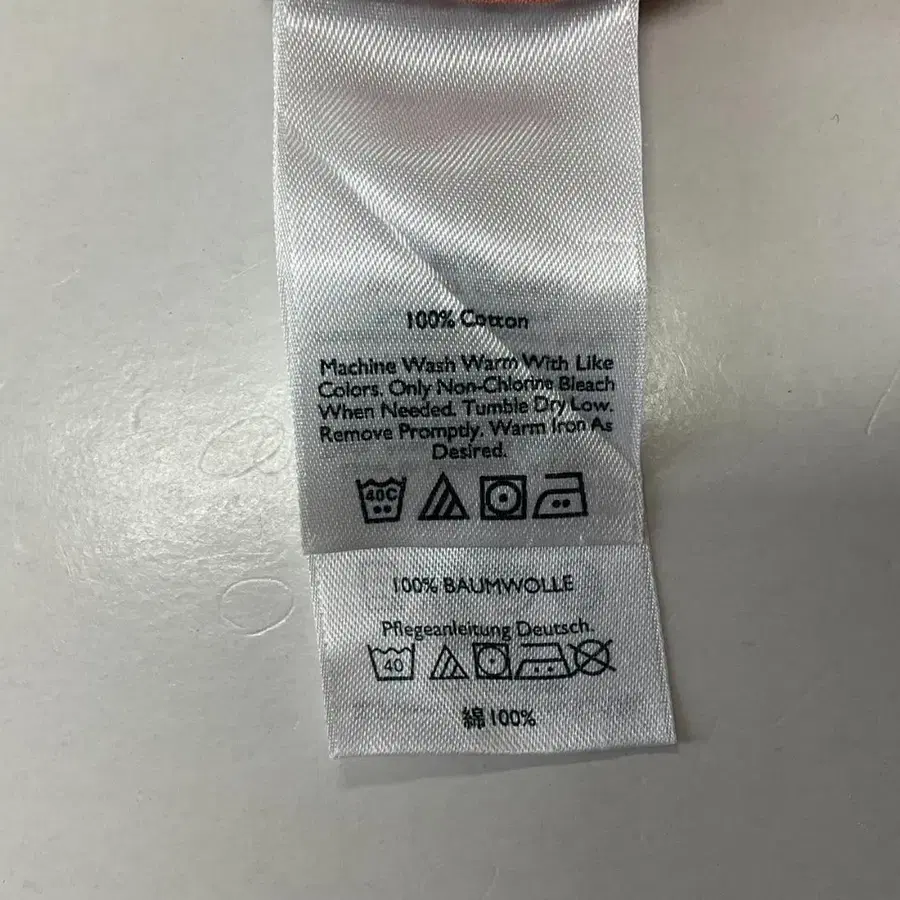 100% Cotton
Machine Wash Warm With Like
Colors. Only Non-Chlorine Bleach
When Needed. Tumble Dry Low.
Remove Promptly. Warm Iron As
Desired.
40C
100% BAUMWOLLE
Pflegeanleitung Deutsch.
40
綿100%